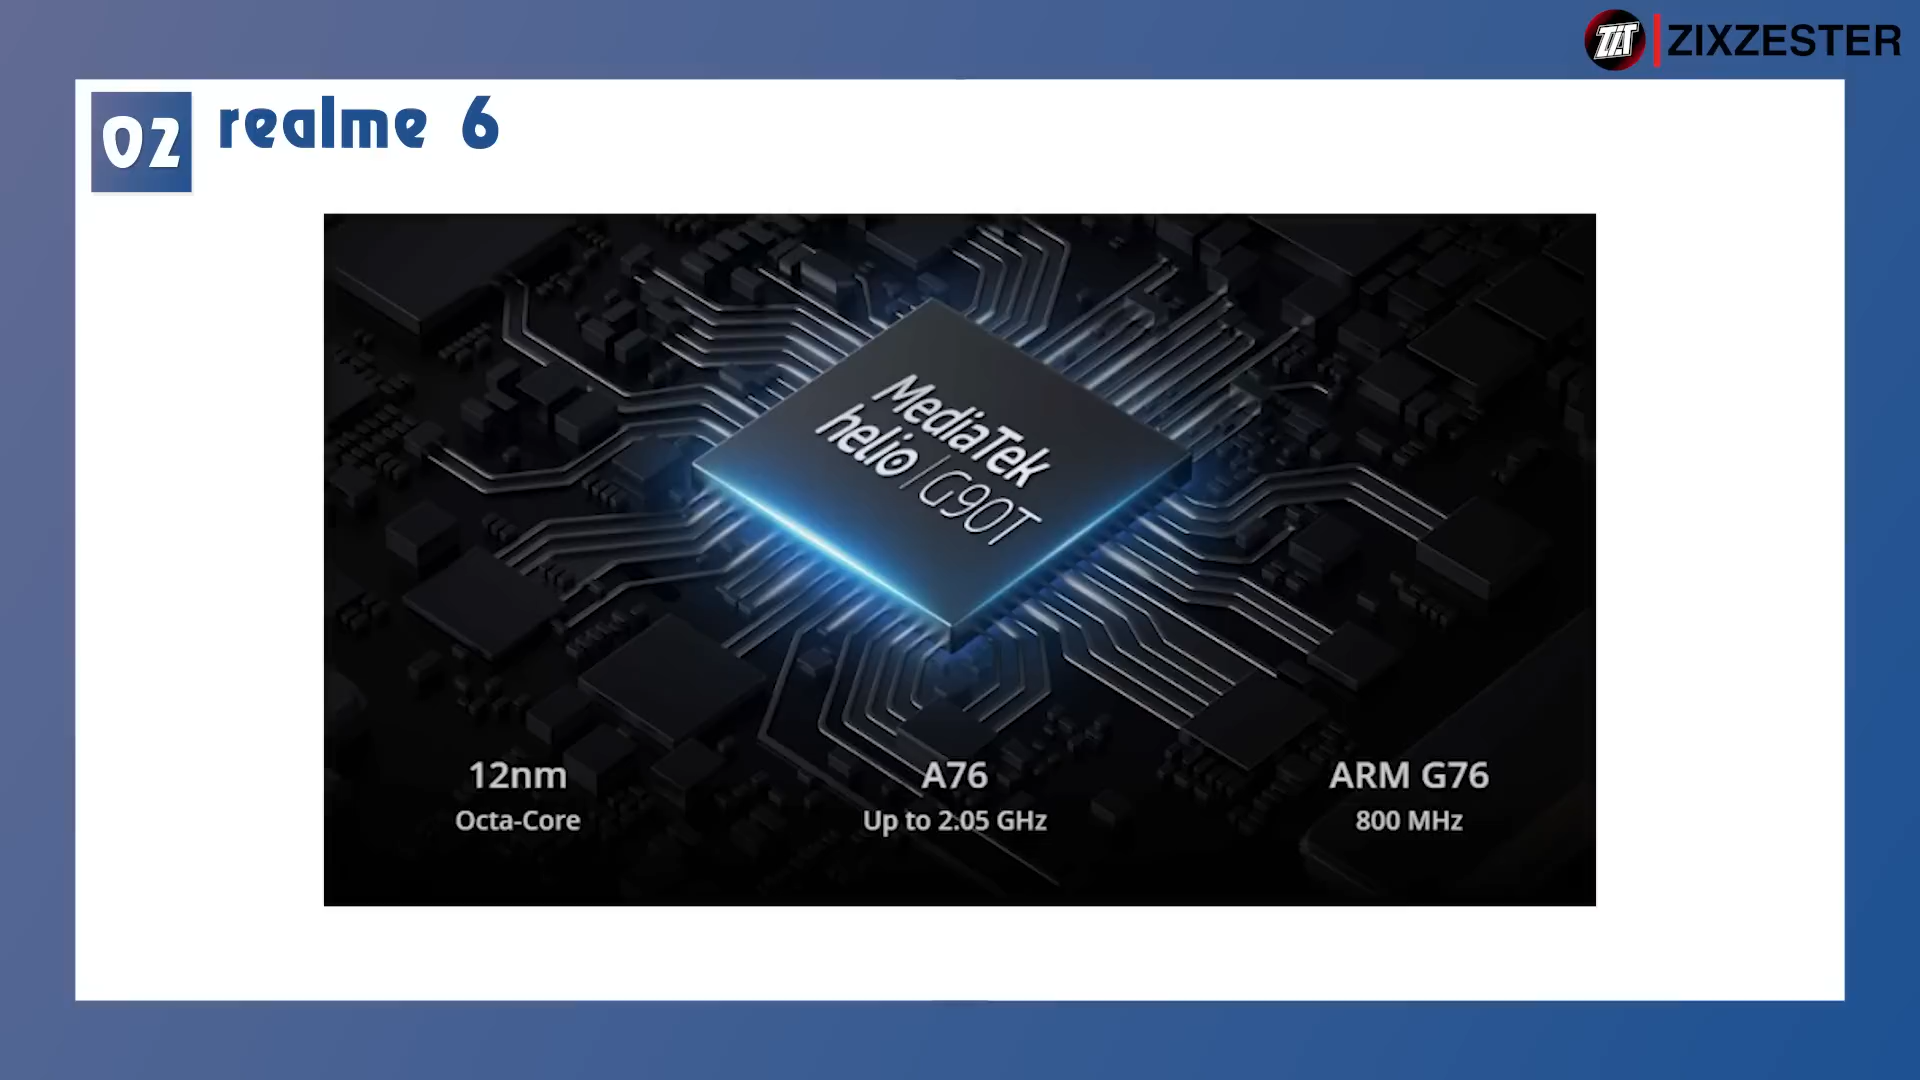 TAT ZIXZESTER
02 realme 6
MediaTek
helio | G90T
12nm
Octa-Core
A76
Up to 2.05 GHz
ARM G76
800 MHz